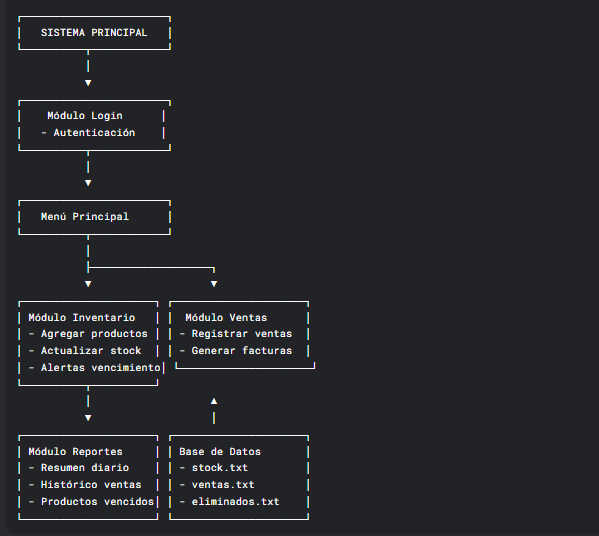 SISTEMA PRINCIPAL
Módulo Login
- Autenticación
Menú Principal
Módulo Inventario
- Agregar productos
- Actualizar stock
- Alertas vencimiento
Módulo Ventas
- Registrar ventas
- Generar facturas
Módulo Reportes
- Resumen diario
- Histórico ventas
- Productos vencidos
Base de Datos
- stock.txt
- ventas.txt
- eliminados.txt